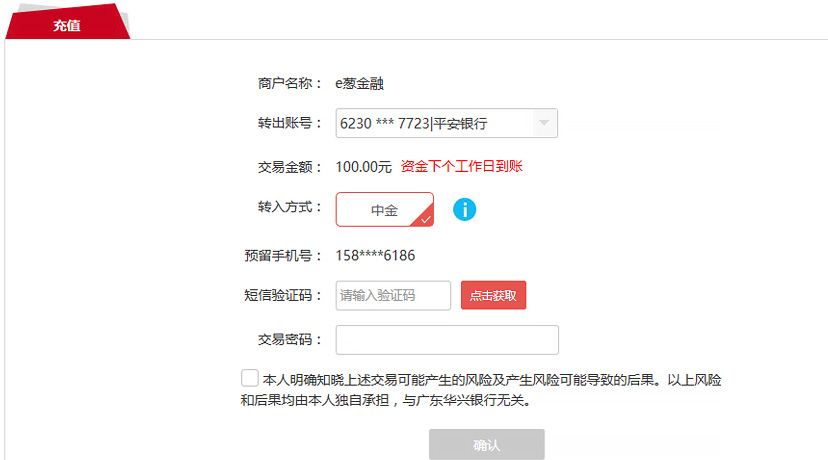 充值
商户名称： e葱金融
转出账号： 6230 *** 7723|平安银行
交易金额： 100.00元 资金下个工作日到账
转入方式： 中金
预留手机号： 158****6186
短信验证码： 请输入验证码 点击获取
交易密码：
本人明确知晓上述交易可能产生的风险及产生风险可能导致的后果。以上风险
和后果均由本人独自承担，与广东华兴银行无关。
确认